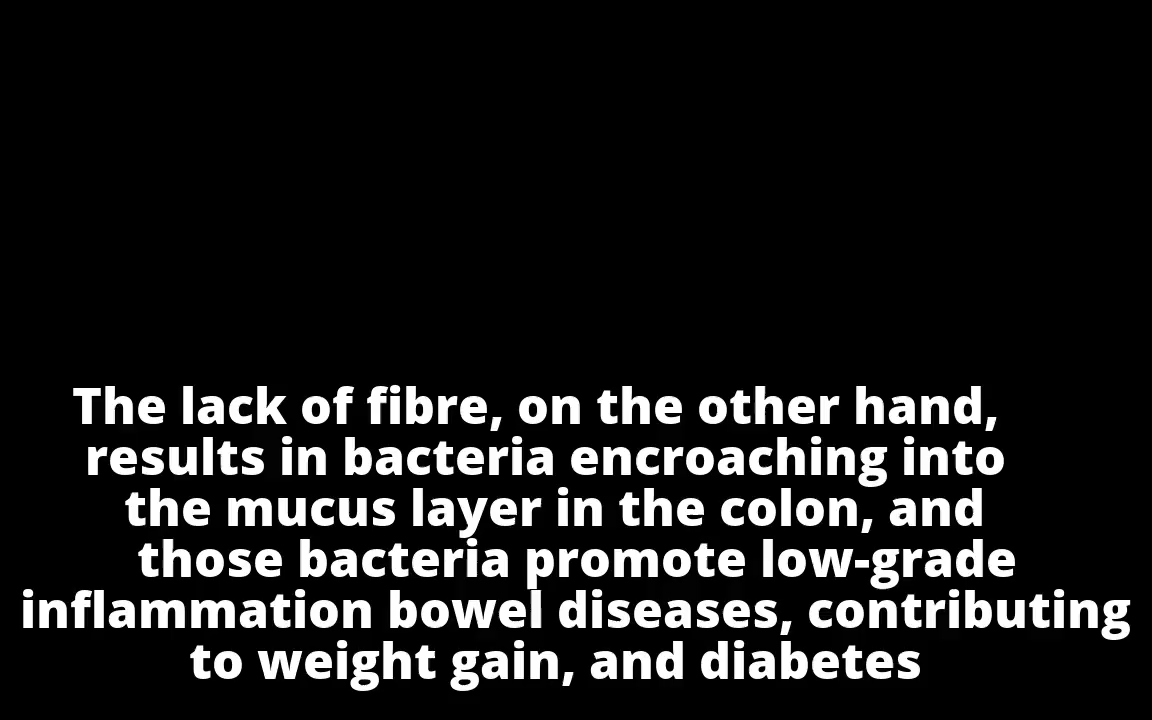 The lack of fibre, on the other hand,
results in bacteria encroaching into
the mucus layer in the colon, and
those bacteria promote low-grade
inflammation bowel diseases, contributing
to weight gain, and diabetes